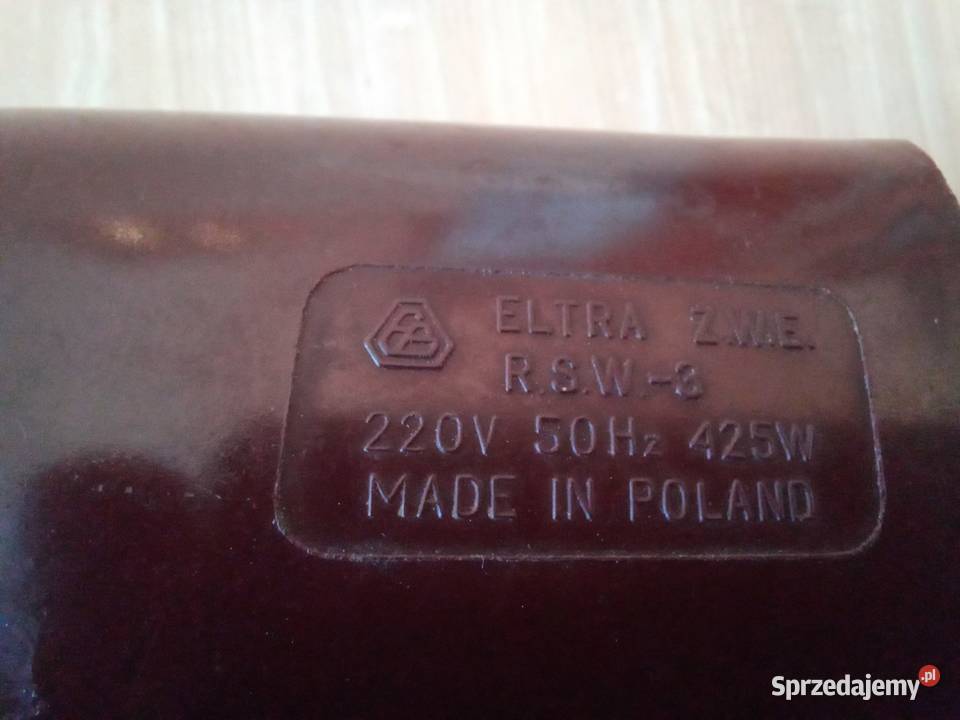 ELTRA Z.W.E.
R.S.W.-3
220V 50Hz 425W
MADE IN POLAND
Sprzedajemy.pl